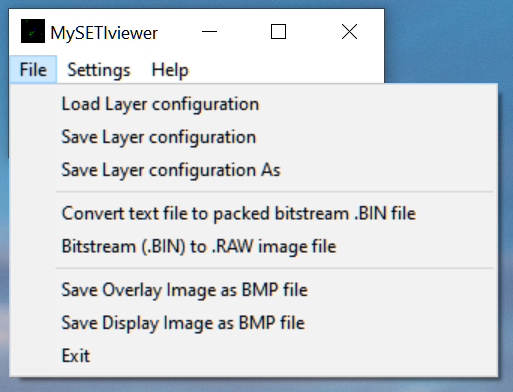 MySETIviewer
File Settings Help
Load Layer configuration
Save Layer configuration
Save Layer configuration As
Convert text file to packed bitstream .BIN file
Bitstream (.BIN) to .RAW image file
Save Overlay Image as BMP file
Save Display Image as BMP file
Exit